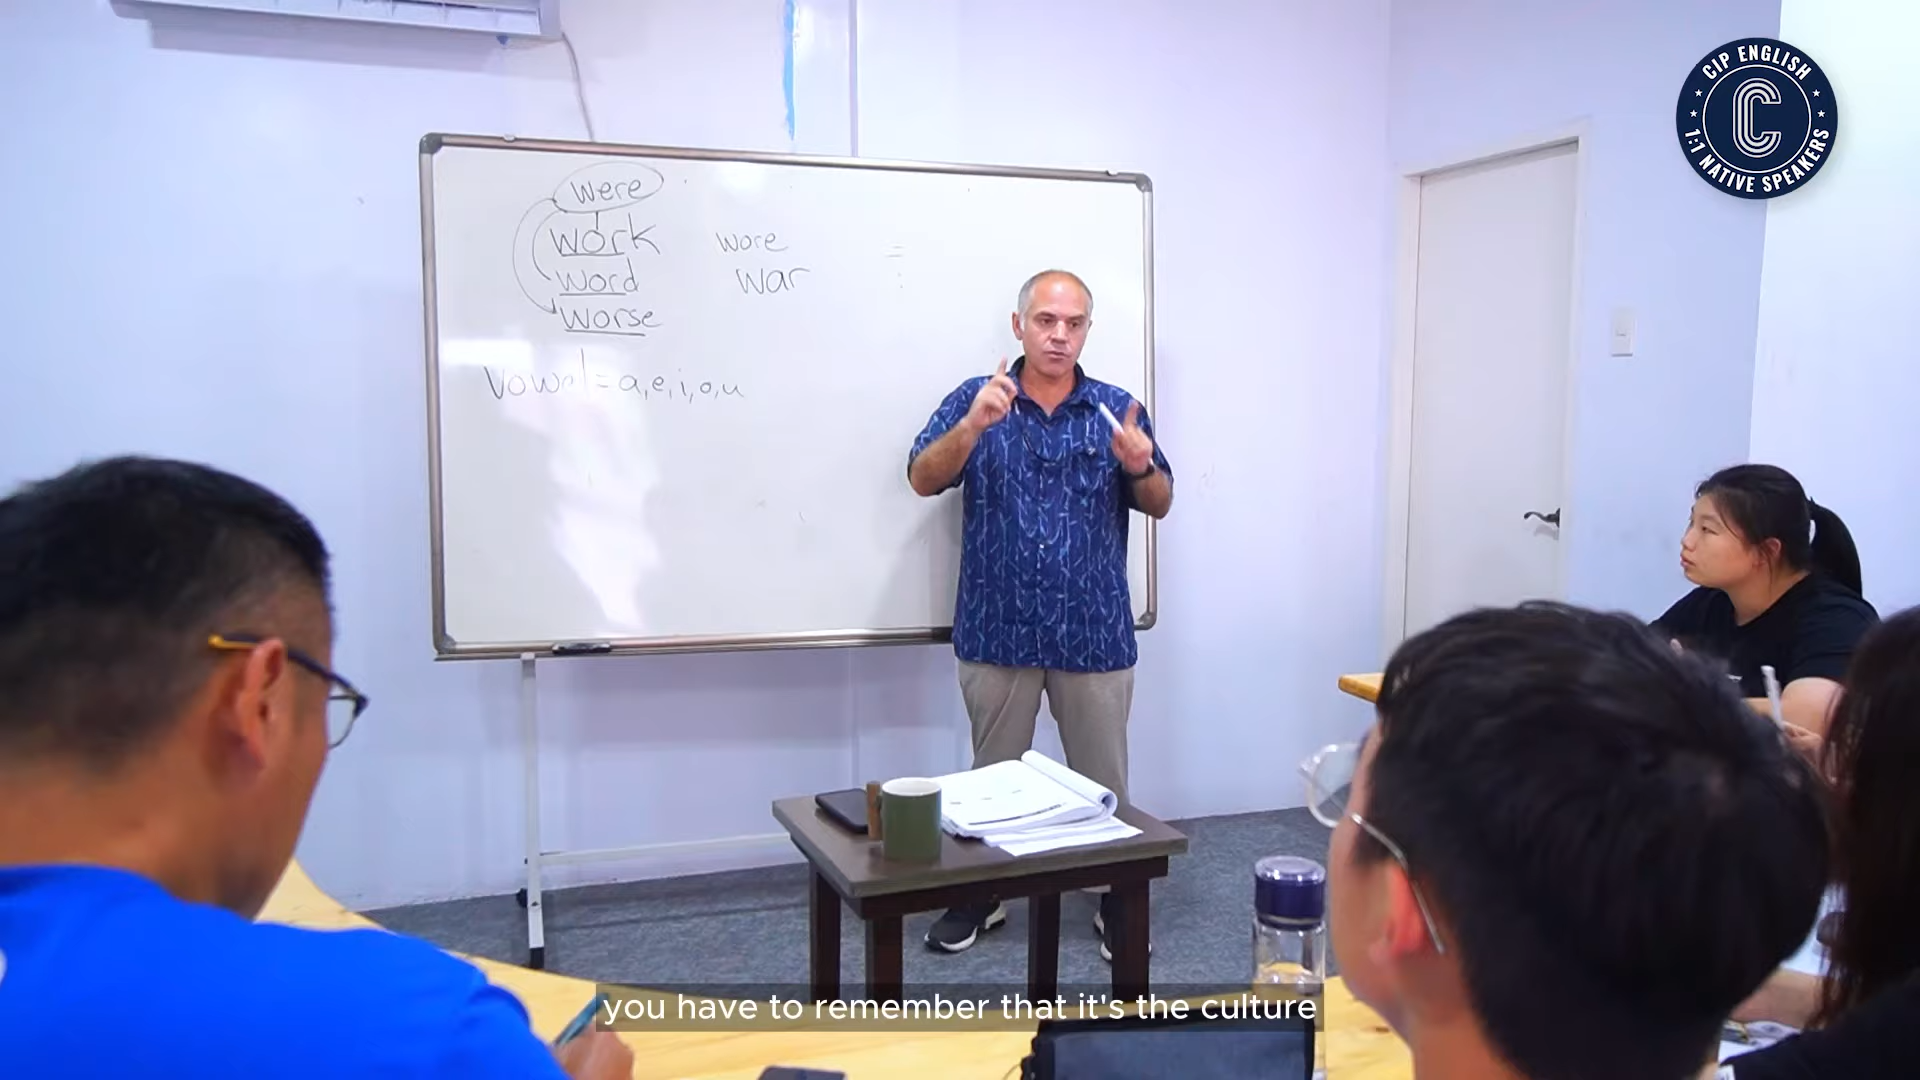 CIP ENGLISH
C
1:1 NATIVE SPEAKERS
were
work
word
worse
wore
war
Vowel = a, e, i, o, u
you have to remember that it's the culture